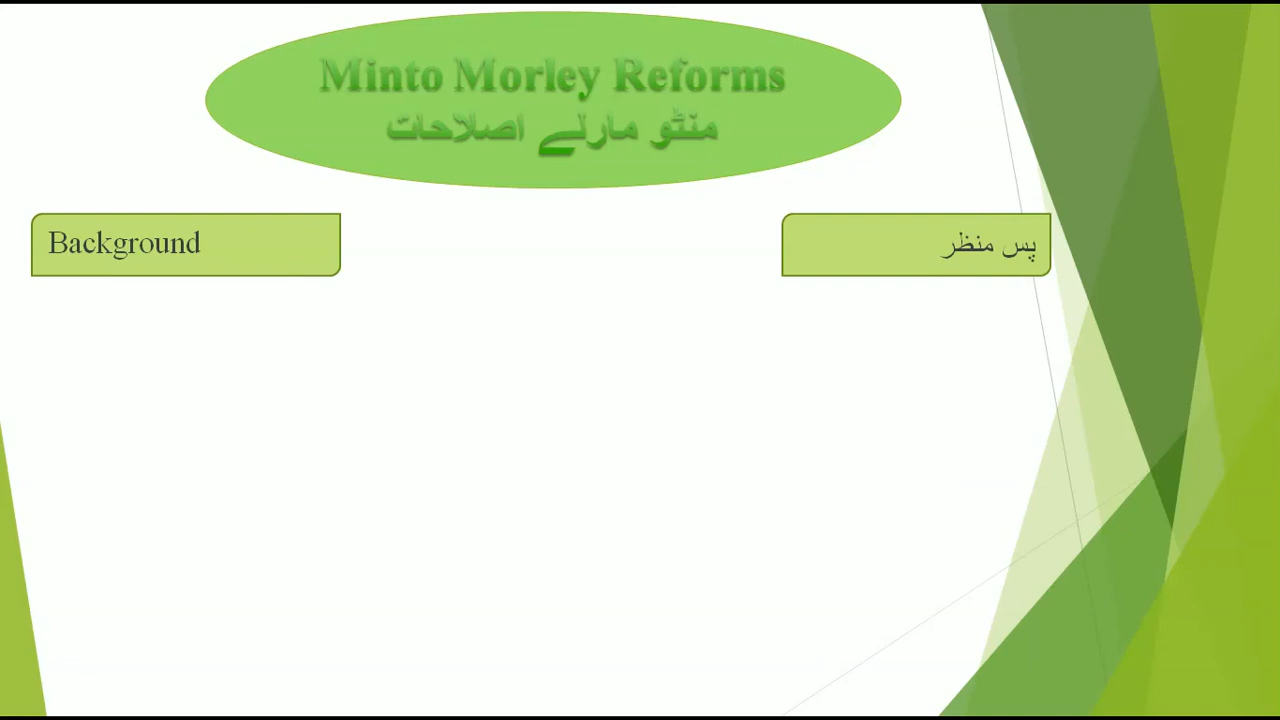 Minto Morley Reforms
منٹو مارلے اصلاحات
Background
پس منظر